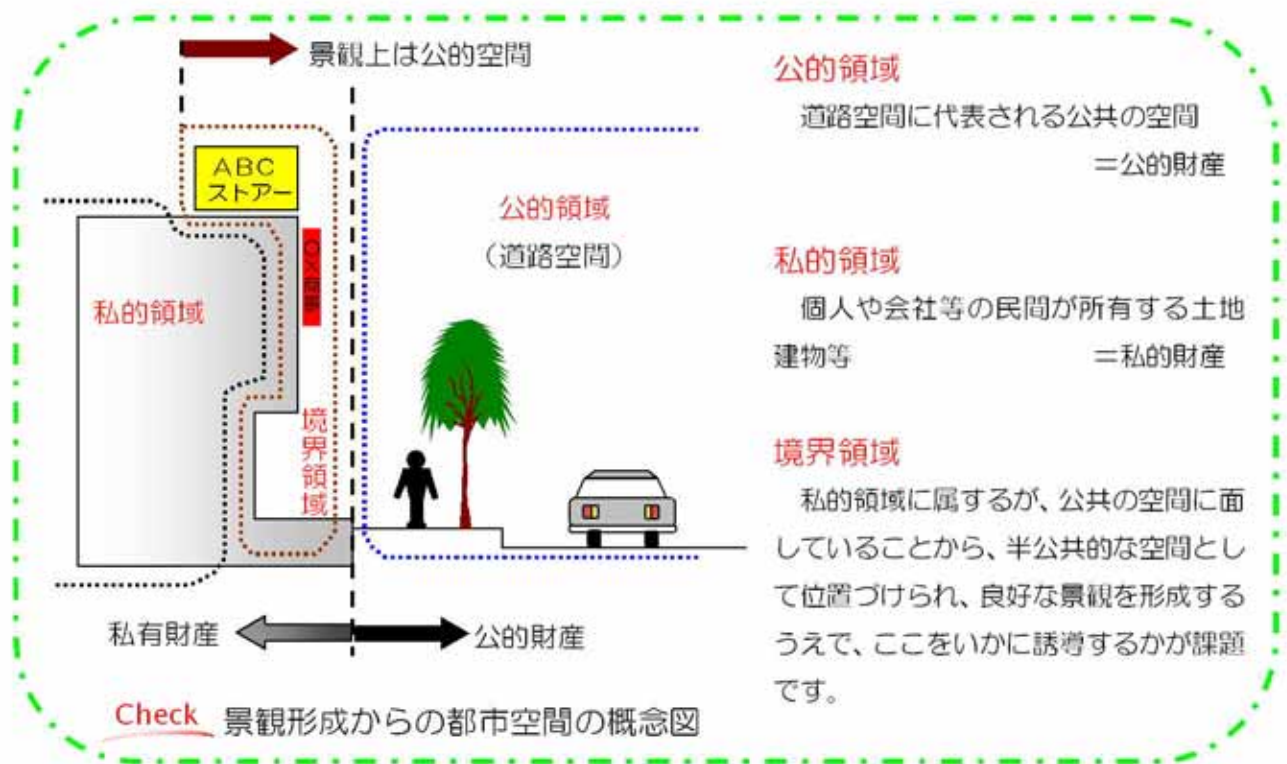 景観上は公的空間
ABC
ストアー
〇×商事
私的領域
境界領域
公的領域
（道路空間）
私有財産
公的財産
Check 景観形成からの都市空間の概念図
公的領域
道路空間に代表される公共の空間
＝公的財産
私的領域
個人や会社等の民間が所有する土地
建物等 ＝私的財産
境界領域
私的領域に属するが、公共の空間に面
していることから、半公共的な空間とし
て位置づけられ、良好な景観を形成する
うえで、ここをいかに誘導するかが課題
です。